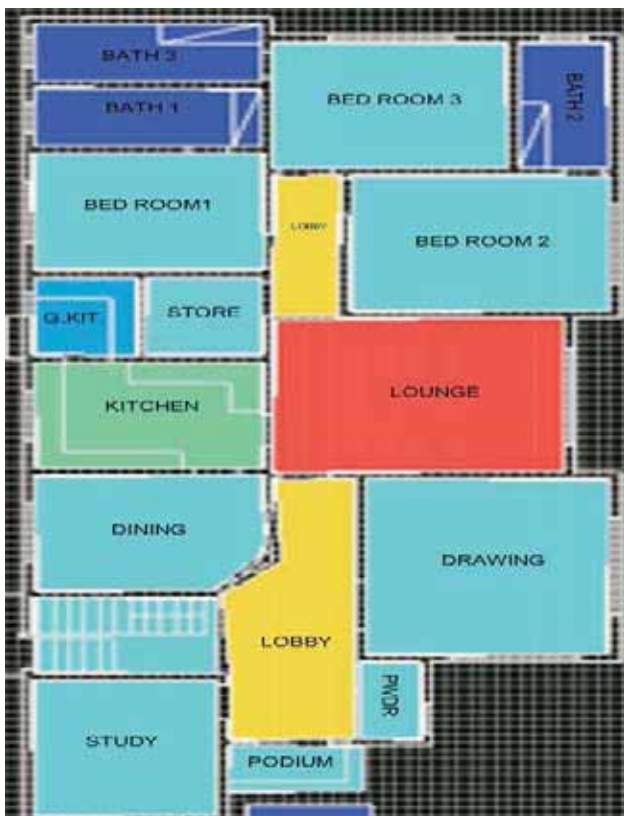 BATH 3
BED ROOM 3
BATH 2
BATH 1
BED ROOM1
LOBBY
BED ROOM 2
G.KIT.
STORE
LOUNGE
KITCHEN
DINING
DRAWING
LOBBY
PWDR
STUDY
PODIUM